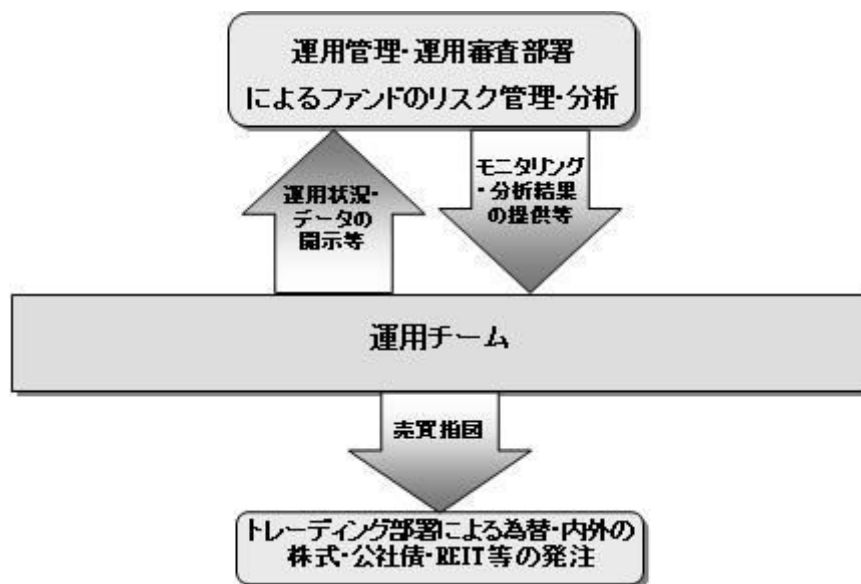 運用管理・運用審査部署
によるファンドのリスク管理・分析
運用状況・
データの
開示等
モニタリング
・分析結果
の提供等
運用チーム
売買指図
トレーディング部署による為替・内外の
株式・公社債・REIT等の発注